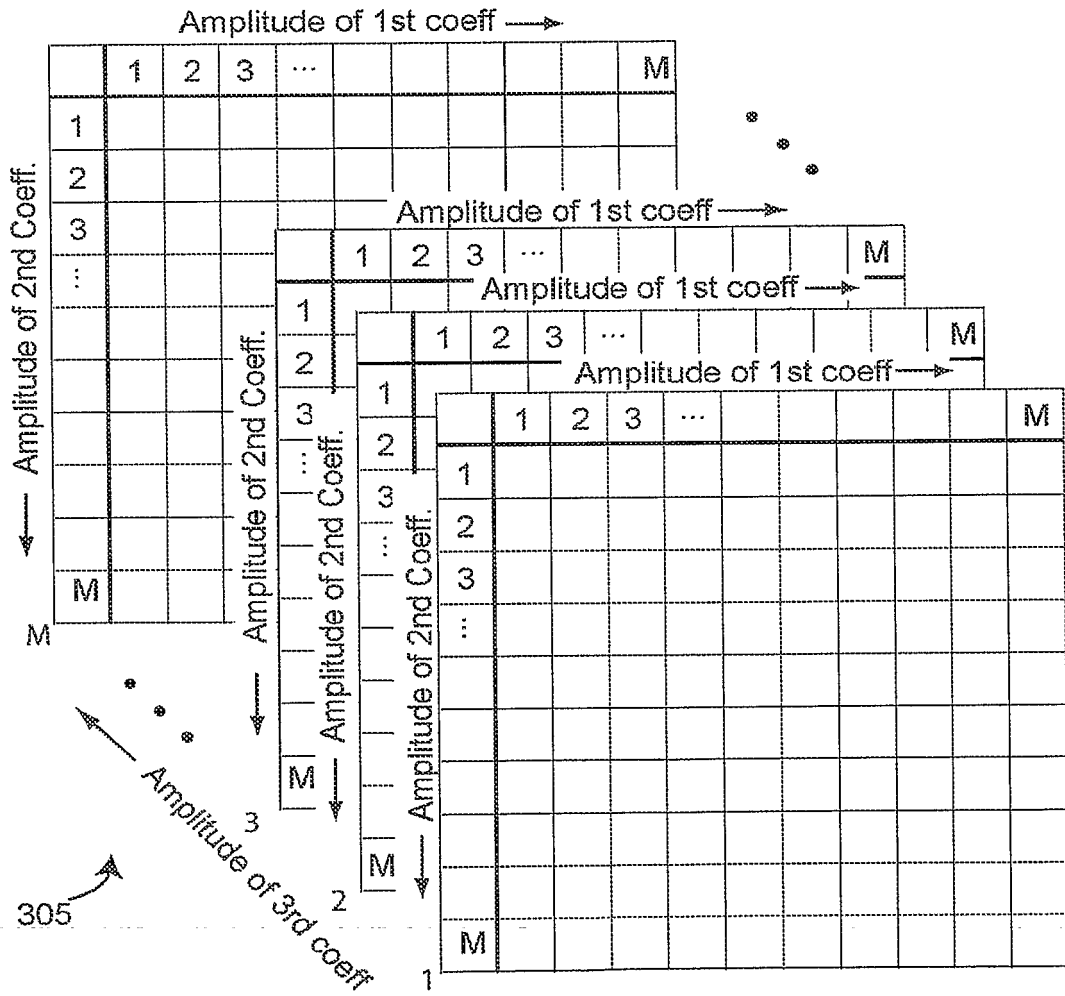 Amplitude of 1st coeff
1 2 3 ... M
1
2
3
...
M
Amplitude of 2nd Coeff.
M
Amplitude of 1st coeff
1 2 3 ... M
1
2
3
...
M
Amplitude of 2nd Coeff.
3
Amplitude of 1st coeff
1 2 3 ... M
1
2
3
...
M
Amplitude of 2nd Coeff.
2
Amplitude of 1st coeff
1 2 3 ... M
1
2
3
...
M
Amplitude of 2nd Coeff.
1
Amplitude of 3rd coeff
305